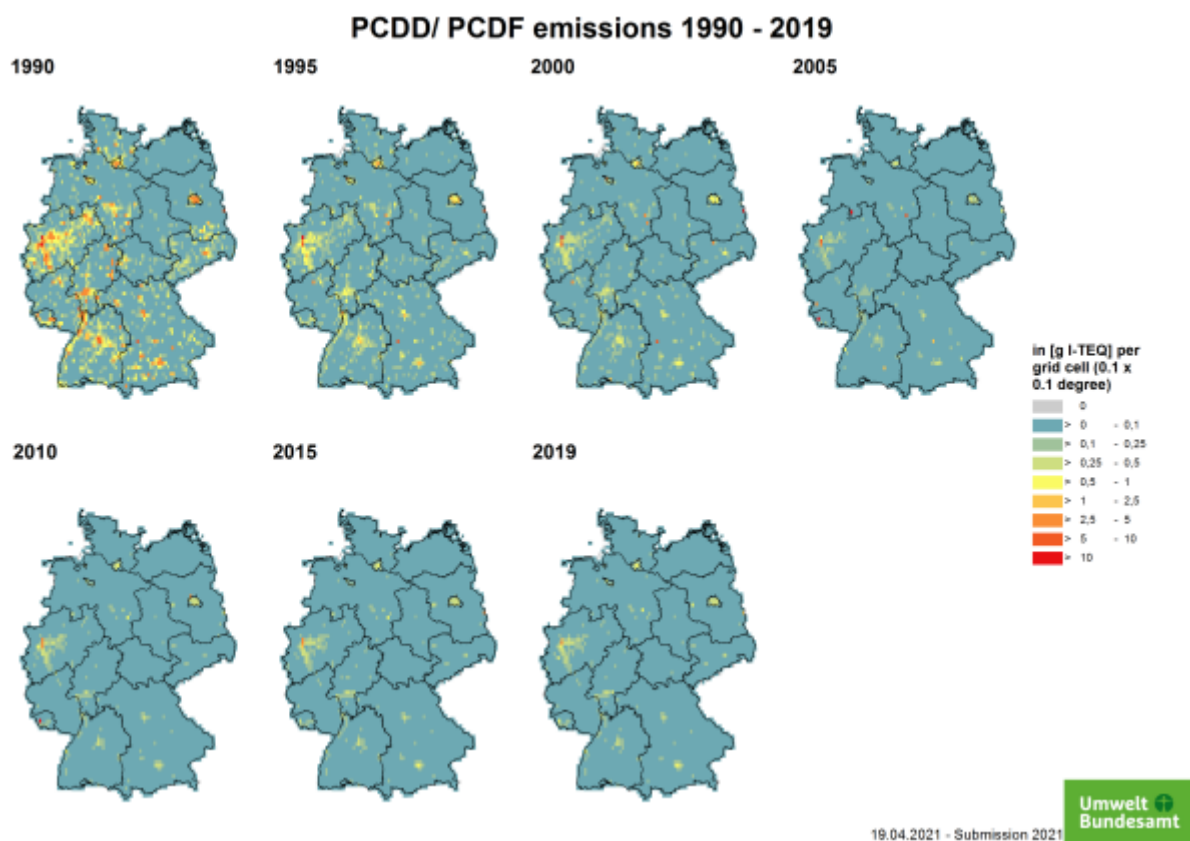 PCDD/ PCDF emissions 1990 - 2019
1990
1995
2000
2005
in [g I-TEQ] per
grid cell (0.1 x
0.1 degree)
0
> 0 - 0,1
> 0,1 - 0,25
> 0,25 - 0,5
> 0,5 - 1
> 1 - 2,5
> 2,5 - 5
> 5 - 10
> 10
2010
2015
2019
Umwelt
Bundesamt
19.04.2021 - Submission 2021